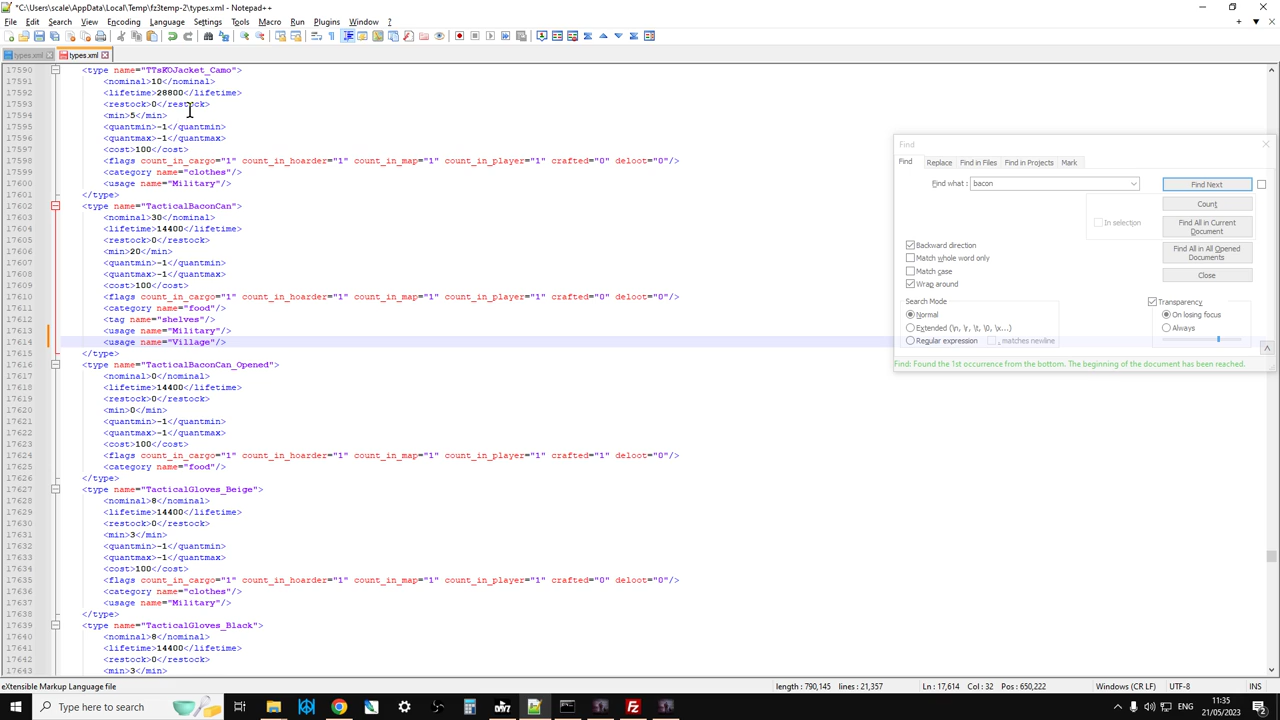 *C:\Users\scale\AppData\Local\Temp\fz3temp-2\types.xml - Notepad++
File Edit Search View Encoding Language Settings Tools Macro Run Plugins Window ?
types.xml types.xml
17590 <type name="TTsKOJacket_Camo">
17591 <nominal>10</nominal>
17592 <lifetime>28800</lifetime>
17593 <restock>0</restock>
17594 <min>5</min>
17595 <quantmin>-1</quantmin>
17596 <quantmax>-1</quantmax>
17597 <cost>100</cost>
17598 <flags count_in_cargo="1" count_in_hoarder="1" count_in_map="1" count_in_player="1" crafted="0" deloot="0"/>
17599 <category name="clothes"/>
17600 <usage name="Military"/>
17601 </type>
17602 <type name="TacticalBaconCan">
17603 <nominal>30</nominal>
17604 <lifetime>14400</lifetime>
17605 <restock>0</restock>
17606 <min>20</min>
17607 <quantmin>-1</quantmin>
17608 <quantmax>-1</quantmax>
17609 <cost>100</cost>
17610 <flags count_in_cargo="1" count_in_hoarder="1" count_in_map="1" count_in_player="1" crafted="0" deloot="0"/>
17611 <category name="food"/>
17612 <tag name="shelves"/>
17613 <usage name="Military"/>
17614 <usage name="Village"/>
17615 </type>
17616 <type name="TacticalBaconCan_Opened">
17617 <nominal>0</nominal>
17618 <lifetime>14400</lifetime>
17619 <restock>0</restock>
17620 <min>0</min>
17621 <quantmin>-1</quantmin>
17622 <quantmax>-1</quantmax>
17623 <cost>100</cost>
17624 <flags count_in_cargo="1" count_in_hoarder="1" count_in_map="1" count_in_player="1" crafted="0" deloot="0"/>
17625 <category name="food"/>
17626 </type>
17627 <type name="TacticalGloves_Beige">
17628 <nominal>8</nominal>
17629 <lifetime>14400</lifetime>
17630 <restock>0</restock>
17631 <min>3</min>
17632 <quantmin>-1</quantmin>
17633 <quantmax>-1</quantmax>
17634 <cost>100</cost>
17635 <flags count_in_cargo="1" count_in_hoarder="1" count_in_map="1" count_in_player="1" crafted="0" deloot="0"/>
17636 <category name="clothes"/>
17637 <usage name="Military"/>
17638 </type>
17639 <type name="TacticalGloves_Black">
17640 <nominal>8</nominal>
17641 <lifetime>14400</lifetime>
17642 <restock>0</restock>
17643 <min>3</min>
Find
Find Replace Find in Files Find in Projects Mark
Find what : bacon Find Next
Count
In selection
Find All in Current Document
Backward direction
Find All in All Opened Documents
Match whole word only
Match case
Close
Wrap around
Search Mode
Transparency
Normal
On losing focus
Extended (\n, \r, \t, \0, \x...)
Always
Regular expression . matches newline
Find: Found the 1st occurrence from the bottom. The beginning of the document has been reached.
eXtensible Markup Language file length : 790,145 lines : 21,357 Ln : 17,614 Col : 32 Pos : 650,222 Windows (CR LF) UTF-8 INS
Type here to search
ENG
11:35
21/05/2023